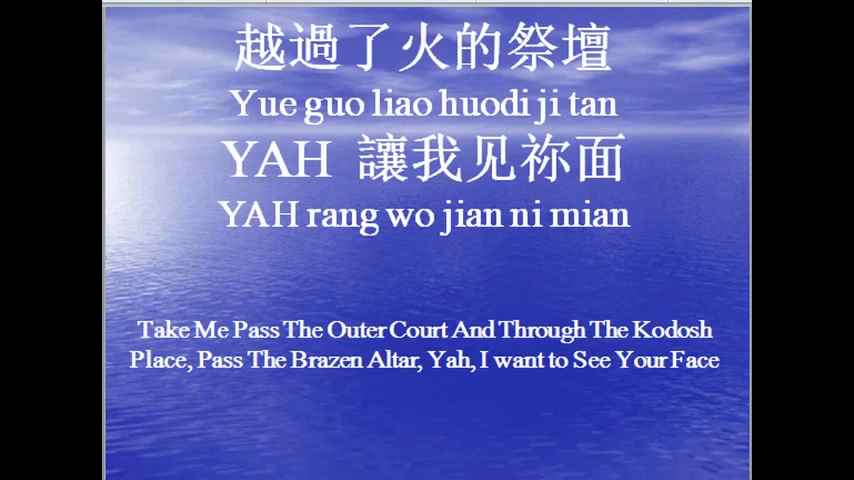 越過了火的祭壇
Yue guo liao huodi ji tan
YAH 讓我见祢面
YAH rang wo jian ni mian
Take Me Pass The Outer Court And Through The Kodosh
Place, Pass The Brazen Altar, Yah, I want to See Your Face